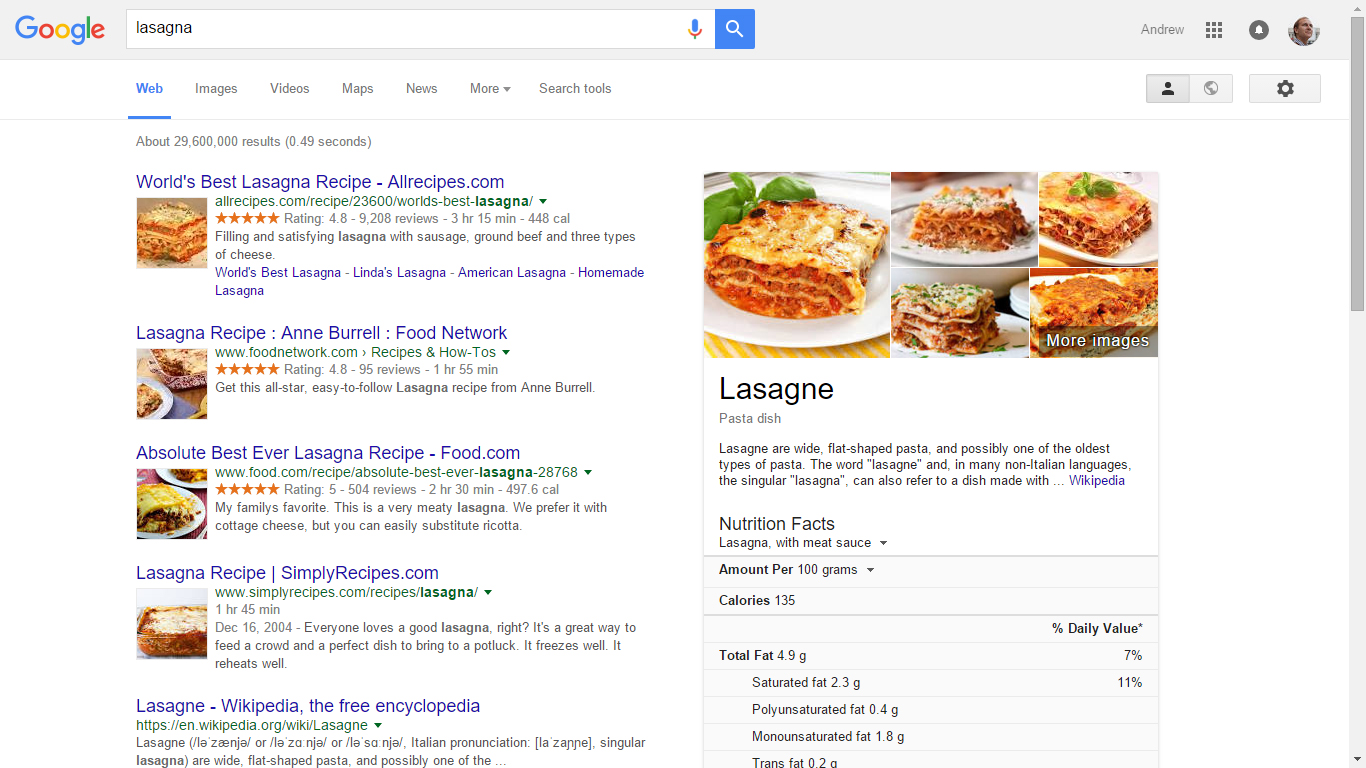 Google
lasagna
Andrew
Web Images Videos Maps News More Search tools
About 29,600,000 results (0.49 seconds)
World's Best Lasagna Recipe - Allrecipes.com
allrecipes.com/recipe/23600/worlds-best-lasagna/
Rating: 4.8 - 9,208 reviews - 3 hr 15 min - 448 cal
Filling and satisfying lasagna with sausage, ground beef and three types
of cheese.
World's Best Lasagna - Linda's Lasagna - American Lasagna - Homemade
Lasagna
Lasagna Recipe : Anne Burrell : Food Network
www.foodnetwork.com › Recipes & How-Tos
Rating: 4.8 - 95 reviews - 1 hr 55 min
Get this all-star, easy-to-follow Lasagna recipe from Anne Burrell.
Absolute Best Ever Lasagna Recipe - Food.com
www.food.com/recipe/absolute-best-ever-lasagna-28768
Rating: 5 - 504 reviews - 2 hr 30 min - 497.6 cal
My familys favorite. This is a very meaty lasagna. We prefer it with
cottage cheese, but you can easily substitute ricotta.
Lasagna Recipe | SimplyRecipes.com
www.simplyrecipes.com/recipes/lasagna/
1 hr 45 min
Dec 16, 2004 - Everyone loves a good lasagna, right? It's a great way to
feed a crowd and a perfect dish to bring to a potluck. It freezes well. It
reheats well.
Lasagne - Wikipedia, the free encyclopedia
https://en.wikipedia.org/wiki/Lasagne
Lasagne (/ləˈzænjə/ or /ləˈzɑːnjə/ or /ləˈsɑːnjə/, Italian pronunciation: [laˈzaɲɲe], singular
lasagna) are wide, flat-shaped pasta, and possibly one of the ...
More images
Lasagne
Pasta dish
Lasagne are wide, flat-shaped pasta, and possibly one of the oldest
types of pasta. The word "lasagne" and, in many non-Italian languages,
the singular "lasagna", can also refer to a dish made with ... Wikipedia
Nutrition Facts
Lasagna, with meat sauce
Amount Per 100 grams
Calories 135
% Daily Value*
Total Fat 4.9 g 7%
Saturated fat 2.3 g 11%
Polyunsaturated fat 0.4 g
Monounsaturated fat 1.8 g
Trans fat 0.2 g